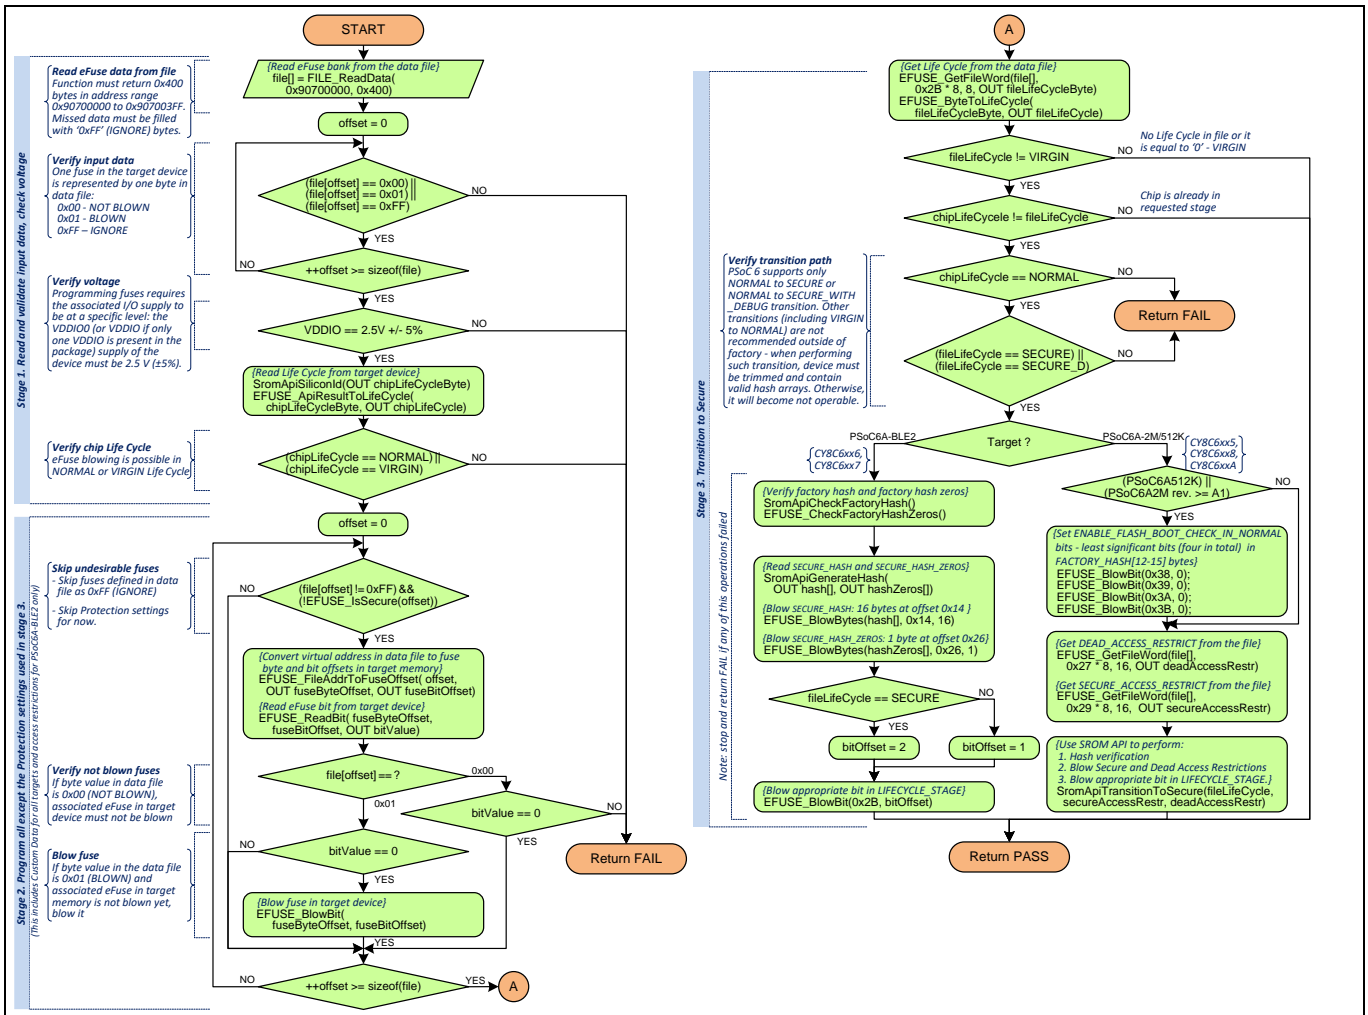 START
{Read eFuse bank from the data file}
file[] = FILE_ReadData(
0x90700000, 0x400)
offset = 0
Stage 1. Read and validate input data, check voltage
Read eFuse data from file
Function must return 0x400
bytes in address range
0x90700000 to 0x907003FF.
Missed data must be filled
with ‘0xFF’ (IGNORE) bytes.
Verify input data
One fuse in the target device
is represented by one byte in
data file:
0x00 - NOT BLOWN
0x01 - BLOWN
0xFF – IGNORE
(file[offset] == 0x00) ||
(file[offset] == 0x01) ||
(file[offset] == 0xFF)
NO
YES
NO
++offset >= sizeof(file)
YES
Verify voltage
Programming fuses requires
the associated I/O supply to
be at a specific level: the
VDDIO0 (or VDDIO if only
one VDDIO is present in the
package) supply of the
device must be 2.5 V (±5%).
VDDIO == 2.5V +/- 5%
NO
YES
{Read Life Cycle from target device}
SromApiSiliconId(OUT chipLifeCycleByte)
EFUSE_ApiResultToLifeCycle(
chipLifeCycleByte, OUT chipLifeCycle)
Verify chip Life Cycle
eFuse blowing is possible in
NORMAL or VIRGIN Life Cycle
(chipLifeCycle == NORMAL) ||
(chipLifeCycle == VIRGIN)
NO
YES
offset = 0
Stage 2. Program all except the Protection settings used in stage 3.
(This includes Custom Data for all targets and access restrictions for PSoC6A-BLE2 only)
Skip undesirable fuses
- Skip fuses defined in data
file as 0xFF (IGNORE)
- Skip Protection settings
for now.
NO
(file[offset] != 0xFF) &&
(!EFUSE_IsSecure(offset))
YES
{Convert virtual address in data file to fuse
byte and bit offsets in target memory}
EFUSE_FileAddrToFuseOffset( offset,
OUT fuseByteOffset, OUT fuseBitOffset)
{Read eFuse bit from target device}
EFUSE_ReadBit( fuseByteOffset,
fuseBitOffset, OUT bitValue)
Verify not blown fuses
If byte value in data file
is 0x00 (NOT BLOWN),
associated eFuse in target
device must not be blown
file[offset] == ?
0x00
0x01
bitValue == 0
NO
YES
Return FAIL
Blow fuse
If byte value in the data file
is 0x01 (BLOWN) and
associated eFuse in target
memory is not blown yet,
blow it
NO
bitValue == 0
YES
{Blow fuse in target device}
EFUSE_BlowBit(
fuseByteOffset, fuseBitOffset)
YES
NO
++offset >= sizeof(file)
YES
A
A
Stage 3. Transition to Secure
{Get Life Cycle from the data file}
EFUSE_GetFileWord(file[],
0x2B * 8, 8, OUT fileLifeCycleByte)
EFUSE_ByteToLifeCycle(
fileLifeCycleByte, OUT fileLifeCycle)
fileLifeCycle != VIRGIN
NO
No Life Cycle in file or it
is equal to ‘0’ - VIRGIN
YES
chipLifeCycele != fileLifeCycle
NO
Chip is already in
requested stage
YES
Verify transition path
PSoC 6 supports only
NORMAL to SECURE or
NORMAL to SECURE_WITH
_DEBUG transition. Other
transitions (including VIRGIN
to NORMAL) are not
recommended outside of
factory - when performing
such transition, device must
be trimmed and contain
valid hash arrays. Otherwise,
it will become not operable.
chipLifeCycle == NORMAL
NO
YES
Return FAIL
(fileLifeCycle == SECURE) ||
(fileLifeCycle == SECURE_D)
NO
YES
PSoC6A-BLE2
Target ?
PSoC6A-2M/512K
CY8C6xx6,
CY8C6xx7
CY8C6xx5,
CY8C6xx8,
CY8C6xxA
Note: stop and return FAIL if any of this operations failed
{Verify factory hash and factory hash zeros}
SromApiCheckFactoryHash()
EFUSE_CheckFactoryHashZeros()
(PSoC6A512K) ||
(PSoC6A2M rev. >= A1)
NO
YES
{Read SECURE_HASH and SECURE_HASH_ZEROS}
SromApiGenerateHash(
OUT hash[], OUT hashZeros[])
{Blow SECURE_HASH: 16 bytes at offset 0x14 }
EFUSE_BlowBytes(hash[], 0x14, 16)
{Blow SECURE_HASH_ZEROS: 1 byte at offset 0x26}
EFUSE_BlowBytes(hashZeros[], 0x26, 1)
{Set ENABLE_FLASH_BOOT_CHECK_IN_NORMAL
bits - least significant bits (four in total) in
FACTORY_HASH[12-15] bytes}
EFUSE_BlowBit(0x38, 0);
EFUSE_BlowBit(0x39, 0);
EFUSE_BlowBit(0x3A, 0);
EFUSE_BlowBit(0x3B, 0);
{Get DEAD_ACCESS_RESTRICT from the file}
EFUSE_GetFileWord(file[],
0x27 * 8, 16, OUT deadAccessRestr)
{Get SECURE_ACCESS_RESTRICT from the file}
EFUSE_GetFileWord(file[],
0x29 * 8, 16, OUT secureAccessRestr)
fileLifeCycle == SECURE
NO
YES
bitOffset = 2
bitOffset = 1
{Blow appropriate bit in LIFECYCLE_STAGE}
EFUSE_BlowBit(0x2B, bitOffset)
{Use SROM API to perform:
1. Hash verification
2. Blow Secure and Dead Access Restrictions
3. Blow appropriate bit in LIFECYCLE_STAGE.}
SromApiTransitionToSecure(fileLifeCycle,
secureAccessRestr, deadAccessRestr)
Return PASS